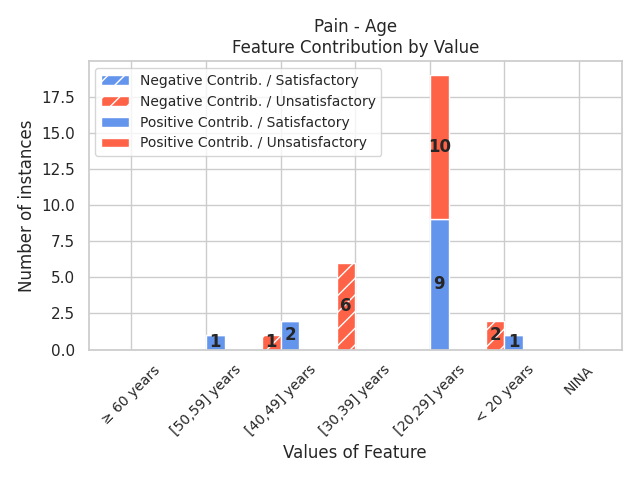 Pain - Age
Feature Contribution by Value
Negative Contrib. / Satisfactory
Negative Contrib. / Unsatisfactory
Positive Contrib. / Satisfactory
Positive Contrib. / Unsatisfactory
Number of instances
17.5
15.0
12.5
10.0
7.5
5.0
2.5
0.0
1
1
2
6
10
9
2
1
≥ 60 years
[50,59] years
[40,49] years
[30,39] years
[20,29] years
< 20 years
NINA
Values of Feature